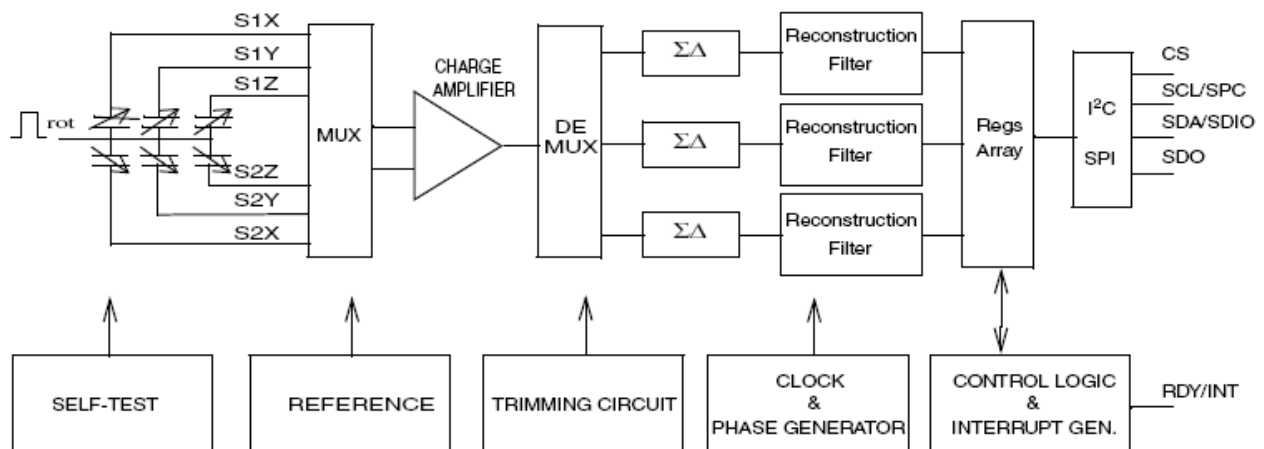 S1X
S1Y
S1Z
rot
S2Z
S2Y
S2X
MUX
CHARGE
AMPLIFIER
DE
MUX
ΣΔ
ΣΔ
ΣΔ
Reconstruction
Filter
Reconstruction
Filter
Reconstruction
Filter
Regs
Array
I²C
SPI
CS
SCL/SPC
SDA/SDIO
SDO
SELF-TEST
REFERENCE
TRIMMING CIRCUIT
CLOCK
&
PHASE GENERATOR
CONTROL LOGIC
&
INTERRUPT GEN.
RDY/INT